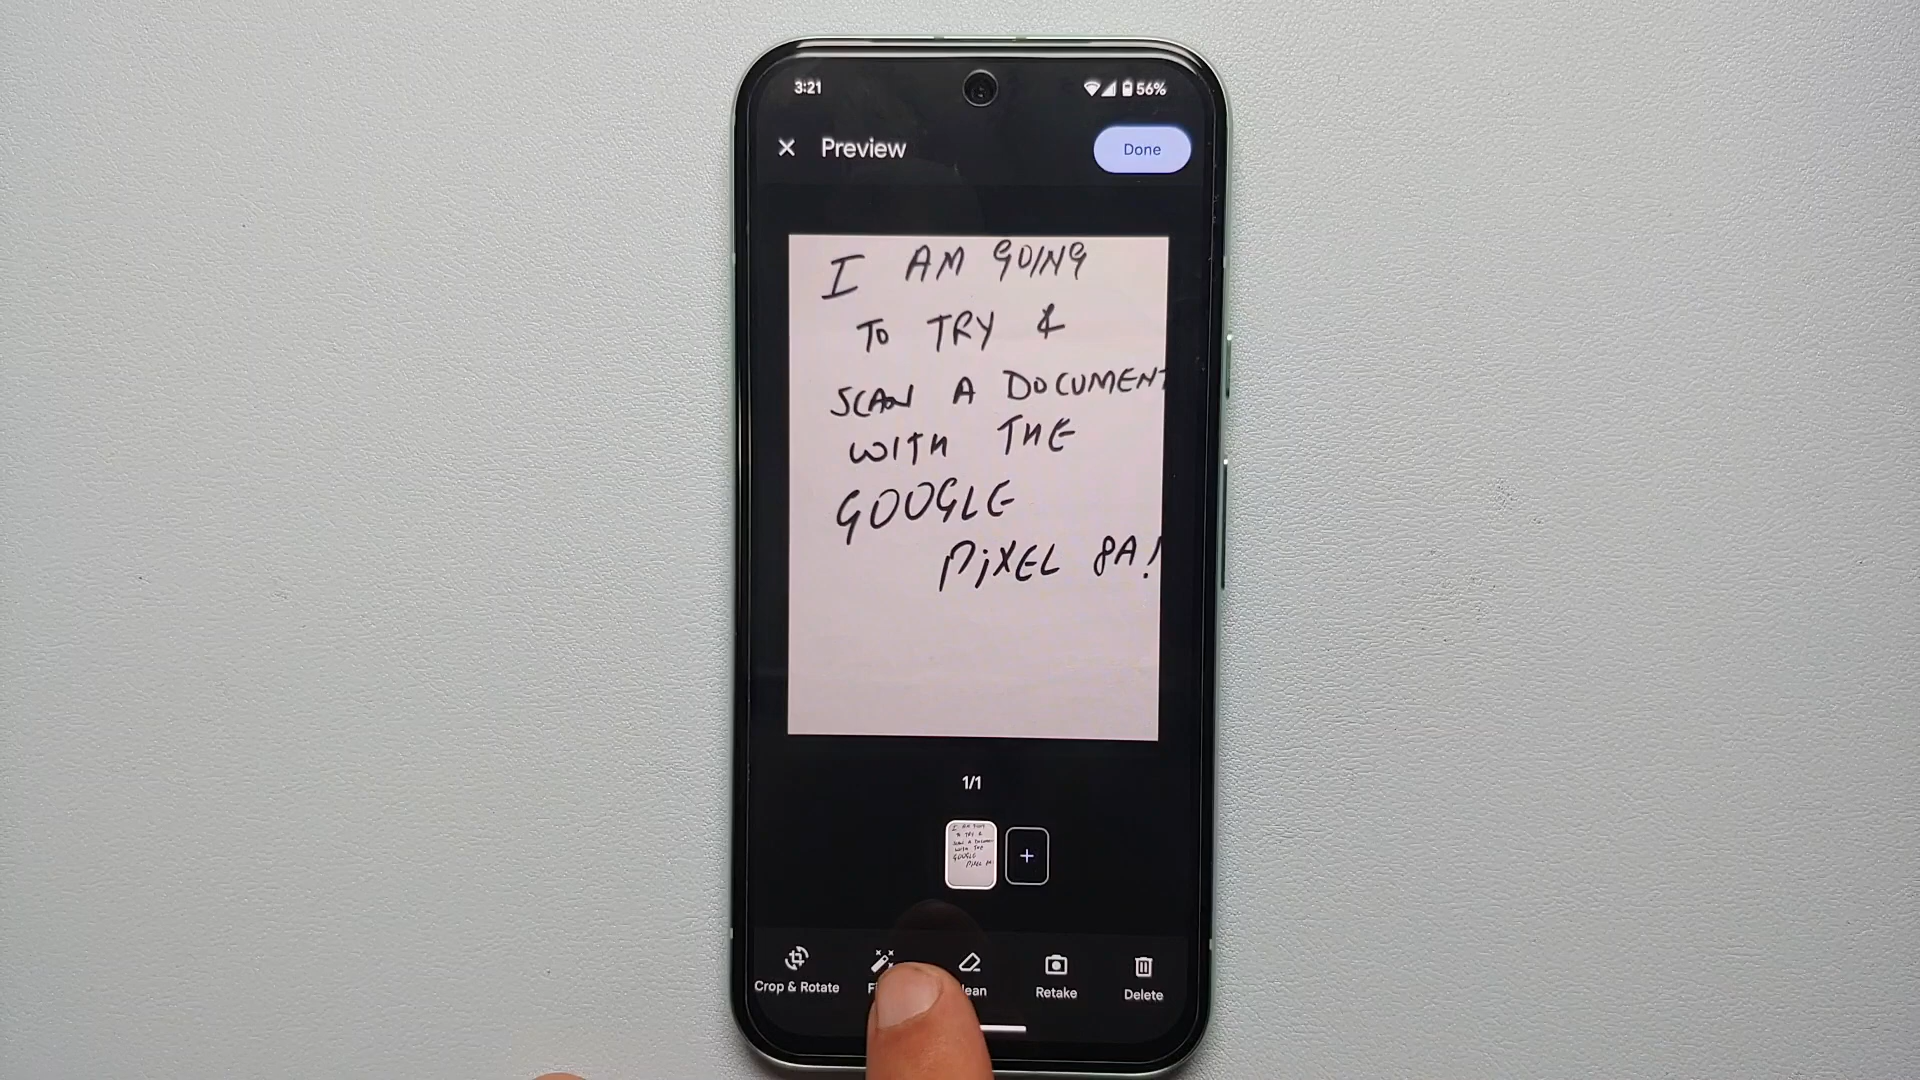 3:21
56%
Preview
Done
I AM GOING
TO TRY &
SCAN A DOCUMENT
WITH THE
GOOGLE
PiXEL 8A!
1/1
Crop & Rotate
Retake
Delete